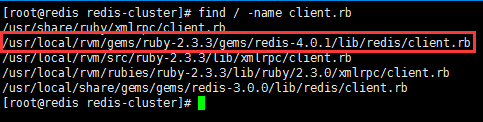 [root@redis redis-cluster]# find / -name client.rb
/usr/share/ruby/xmlrpc/client.rb
/usr/local/rvm/gems/ruby-2.3.3/gems/redis-4.0.1/lib/redis/client.rb
/usr/local/rvm/src/ruby-2.3.3/lib/xmlrpc/client.rb
/usr/local/rvm/rubies/ruby-2.3.3/lib/ruby/2.3.0/xmlrpc/client.rb
/usr/local/share/gems/gems/redis-3.0.0/lib/redis/client.rb
[root@redis redis-cluster]#